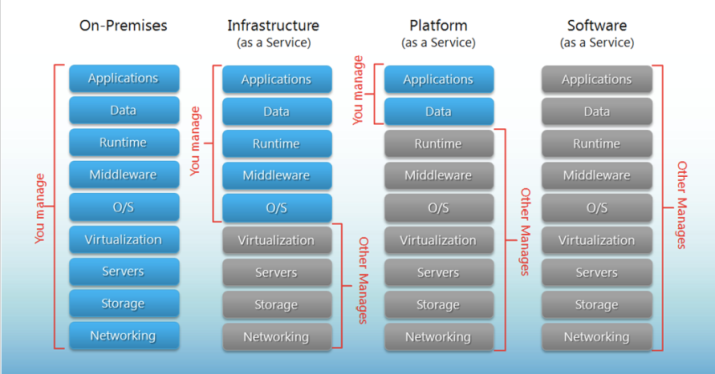 On-Premises
You manage
Applications
Data
Runtime
Middleware
O/S
Virtualization
Servers
Storage
Networking
Infrastructure
(as a Service)
You manage
Applications
Data
Runtime
Middleware
O/S
Virtualization
Servers
Storage
Networking
Other Manages
Platform
(as a Service)
You manage
Applications
Data
Runtime
Middleware
O/S
Virtualization
Servers
Storage
Networking
Other Manages
Software
(as a Service)
Applications
Data
Runtime
Middleware
O/S
Virtualization
Servers
Storage
Networking
Other Manages